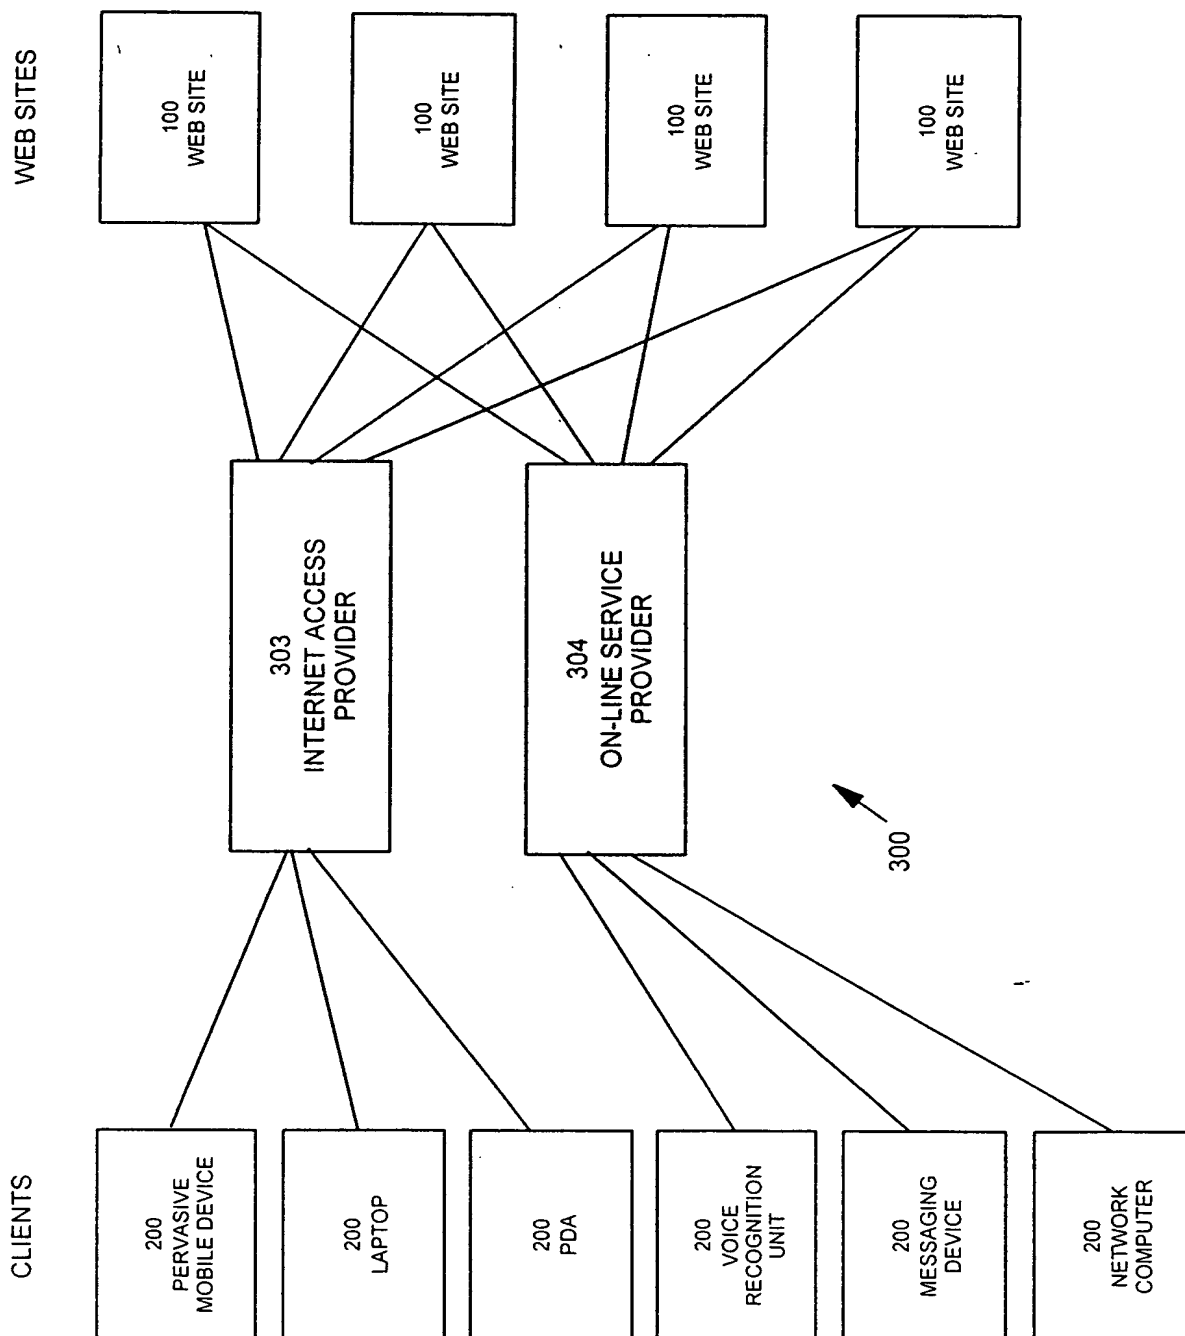 CLIENTS
200
PERVASIVE
MOBILE DEVICE
200
LAPTOP
200
PDA
200
VOICE
RECOGNITION
UNIT
200
MESSAGING
DEVICE
200
NETWORK
COMPUTER
303
INTERNET ACCESS
PROVIDER
304
ON-LINE SERVICE
PROVIDER
300
WEB SITES
100
WEB SITE
100
WEB SITE
100
WEB SITE
100
WEB SITE